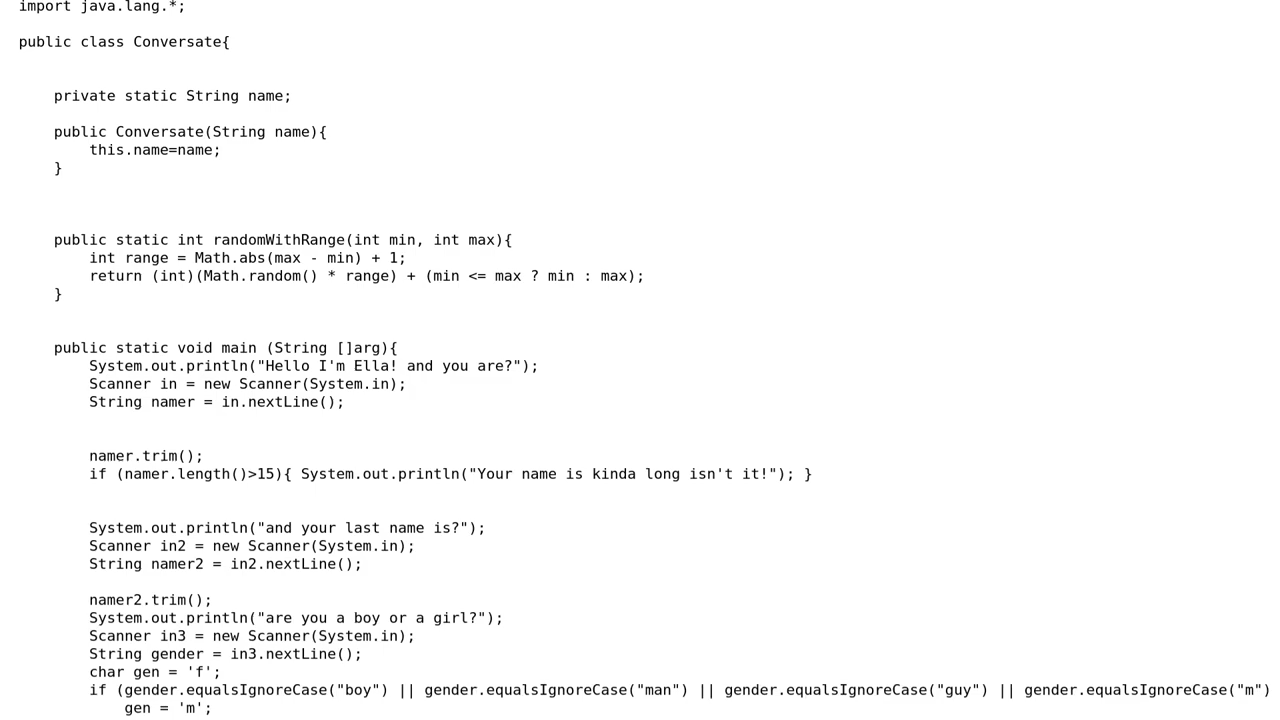 import java.lang.*;
public class Conversate{
private static String name;
public Conversate(String name){
this.name=name;
}
public static int randomWithRange(int min, int max){
int range = Math.abs(max - min) + 1;
return (int)(Math.random() * range) + (min <= max ? min : max);
}
public static void main (String []arg){
System.out.println("Hello I'm Ella! and you are?");
Scanner in = new Scanner(System.in);
String namer = in.nextLine();
namer.trim();
if (namer.length()>15){ System.out.println("Your name is kinda long isn't it!"); }
System.out.println("and your last name is?");
Scanner in2 = new Scanner(System.in);
String namer2 = in2.nextLine();
namer2.trim();
System.out.println("are you a boy or a girl?");
Scanner in3 = new Scanner(System.in);
String gender = in3.nextLine();
char gen = 'f';
if (gender.equalsIgnoreCase("boy") || gender.equalsIgnoreCase("man") || gender.equalsIgnoreCase("guy") || gender.equalsIgnoreCase("m")
gen = 'm';